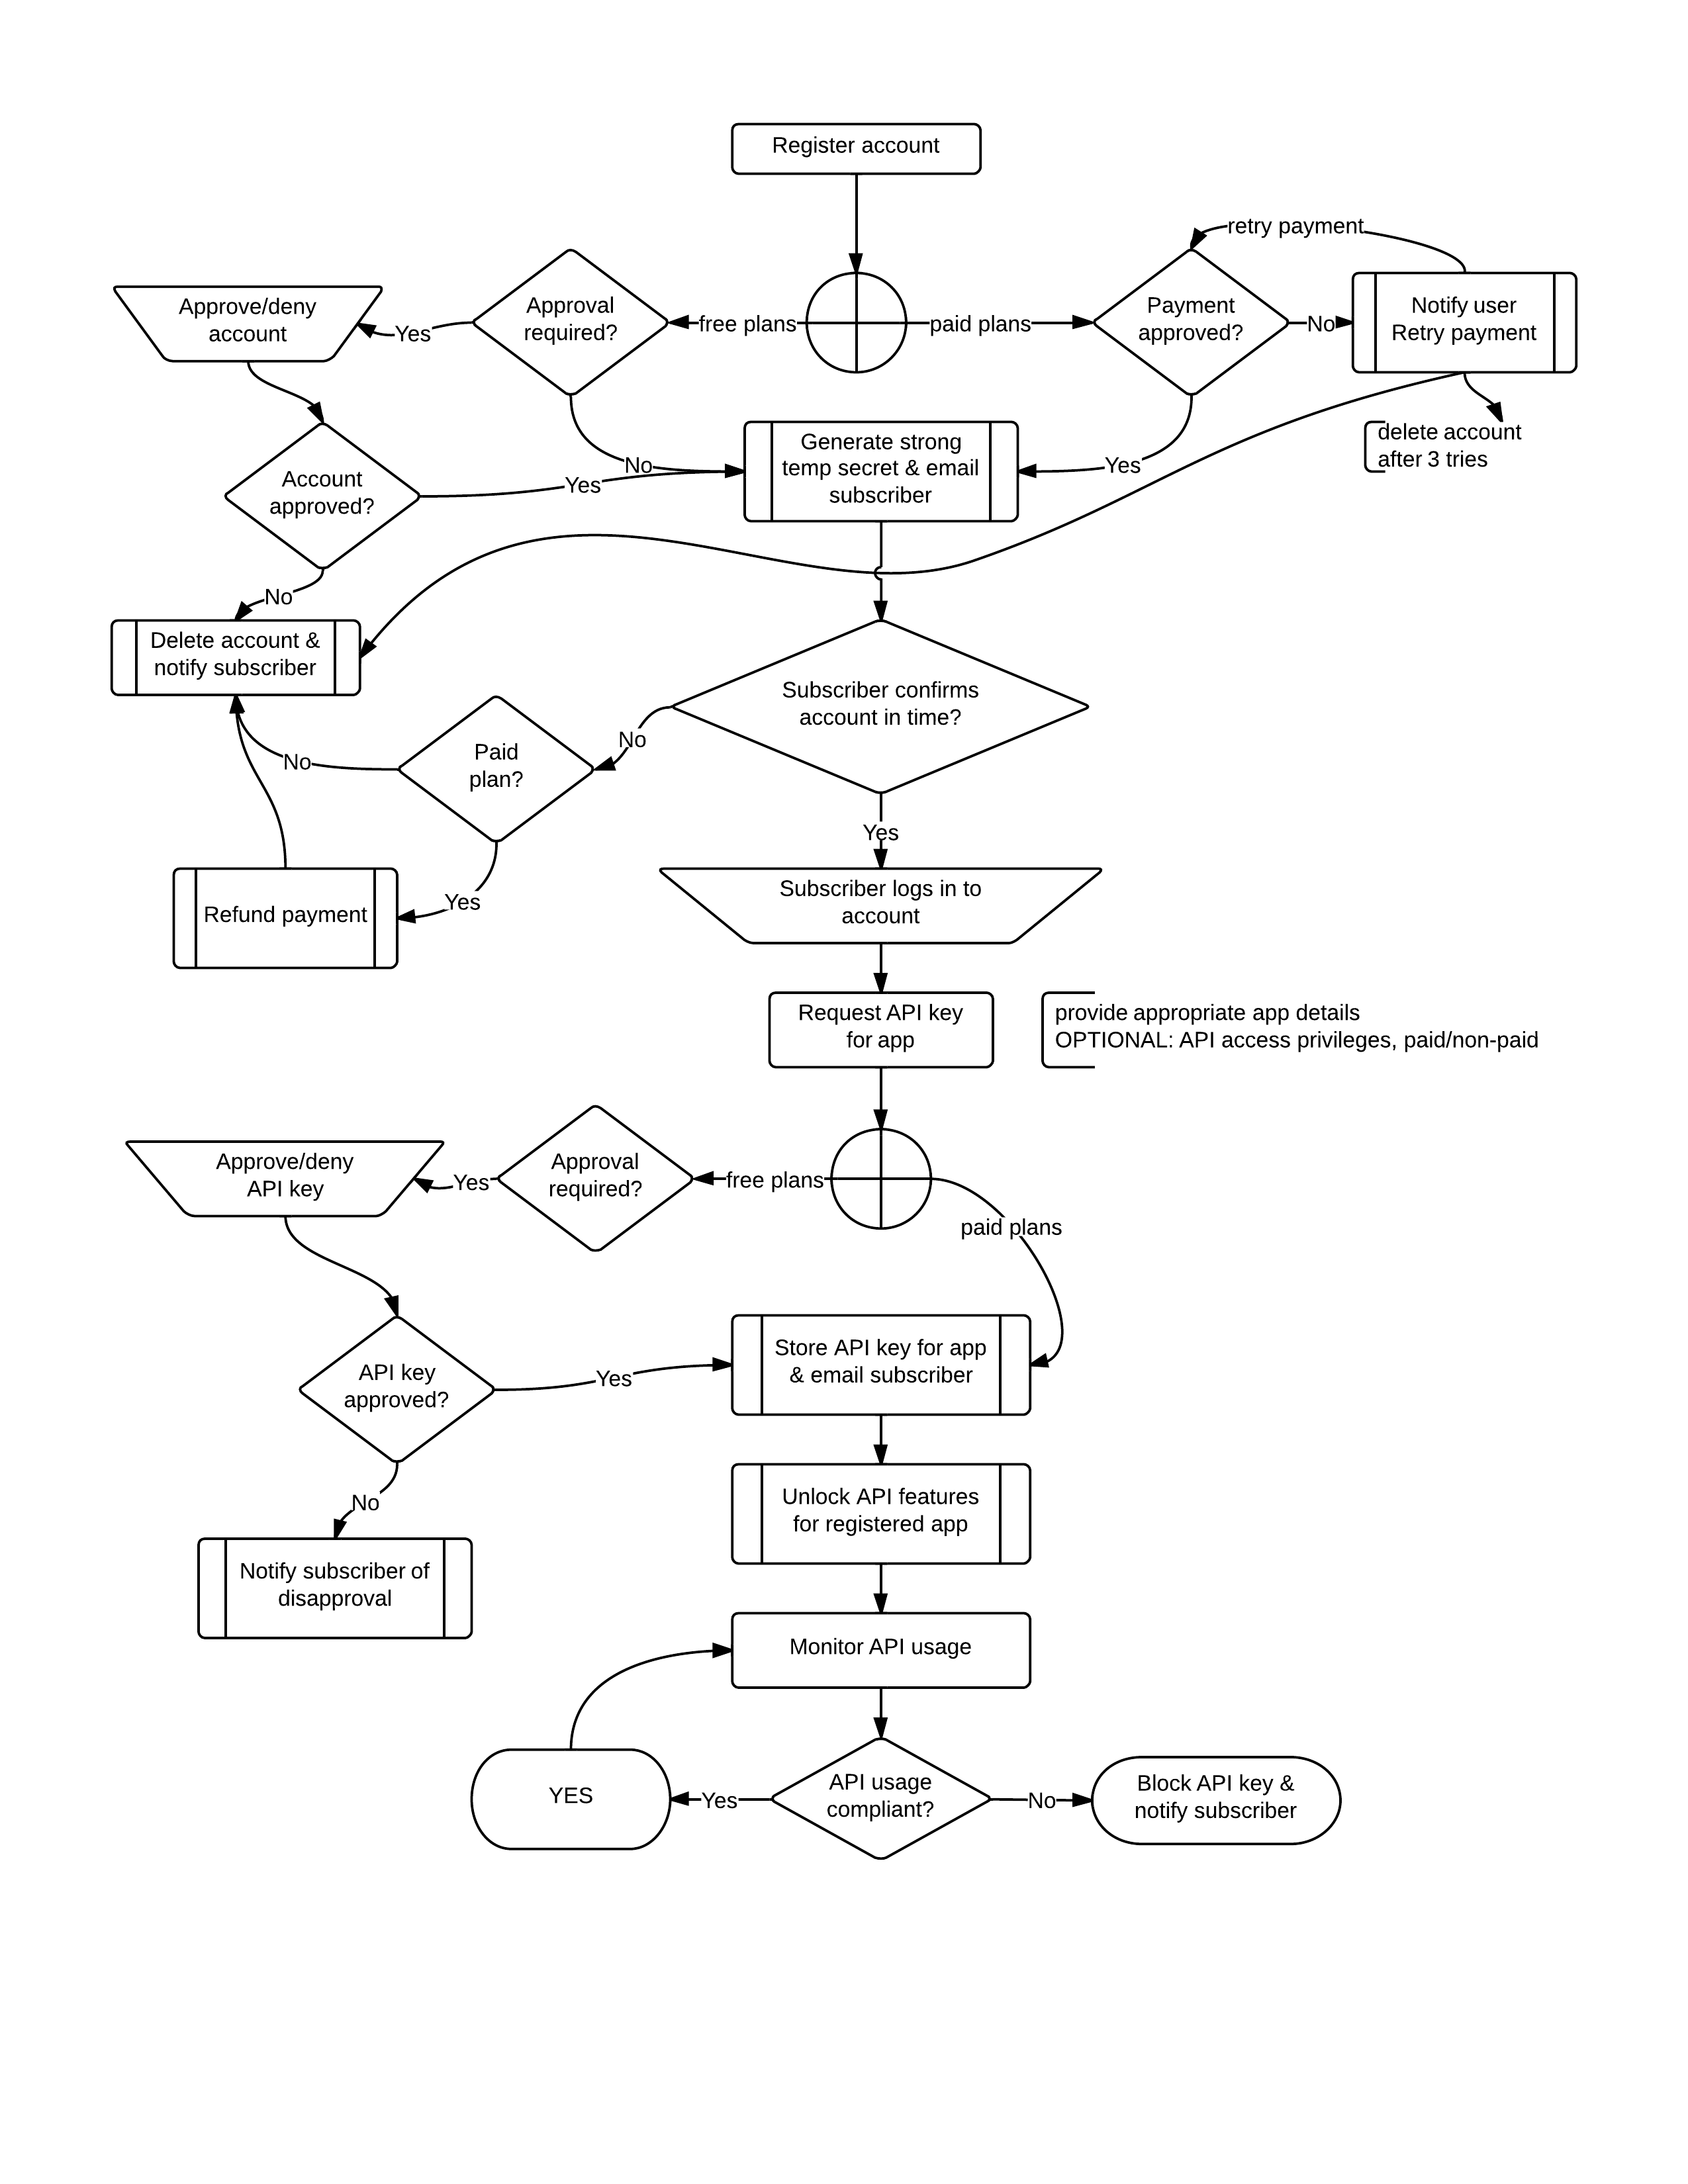 Register account
retry payment
Approve/deny
account
Approval
required?
Payment
approved?
Notify user
Retry payment
Yes
free plans
paid plans
No
delete account
after 3 tries
Generate strong
temp secret & email
subscriber
No
Yes
Yes
Account
approved?
No
Delete account &
notify subscriber
Subscriber confirms
account in time?
No
Paid
plan?
No
Yes
Yes
Refund payment
Subscriber logs in to
account
Request API key
for app
provide appropriate app details
OPTIONAL: API access privileges, paid/non-paid
Approve/deny
API key
Yes
Approval
required?
free plans
paid plans
Store API key for app
& email subscriber
API key
approved?
Yes
No
Unlock API features
for registered app
Notify subscriber of
disapproval
Monitor API usage
YES
Yes
API usage
compliant?
No
Block API key &
notify subscriber